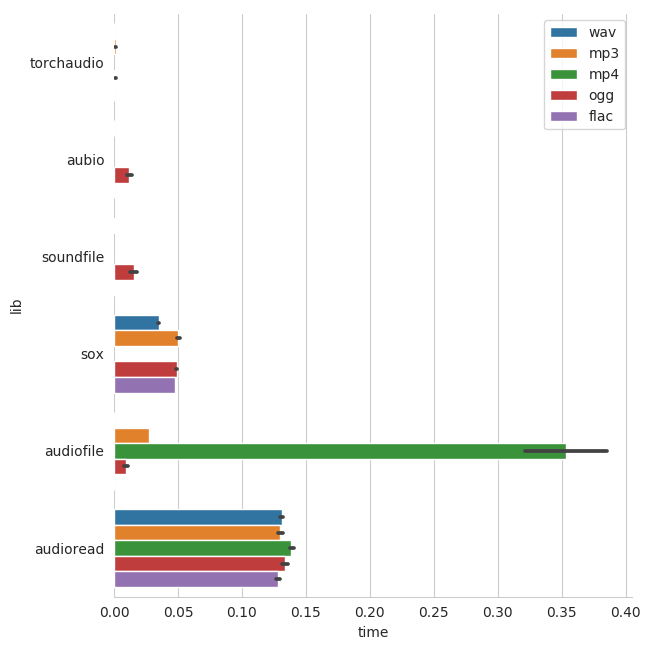 wav
mp3
mp4
ogg
flac
torchaudio
aubio
soundfile
sox
audiofile
audioread
lib
0.00 0.05 0.10 0.15 0.20 0.25 0.30 0.35 0.40
time